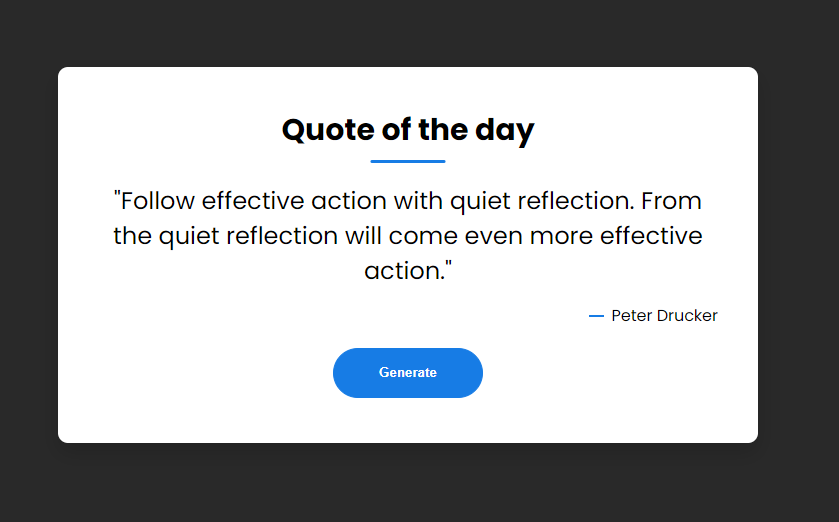 Quote of the day
"Follow effective action with quiet reflection. From
the quiet reflection will come even more effective
action."
— Peter Drucker
Generate